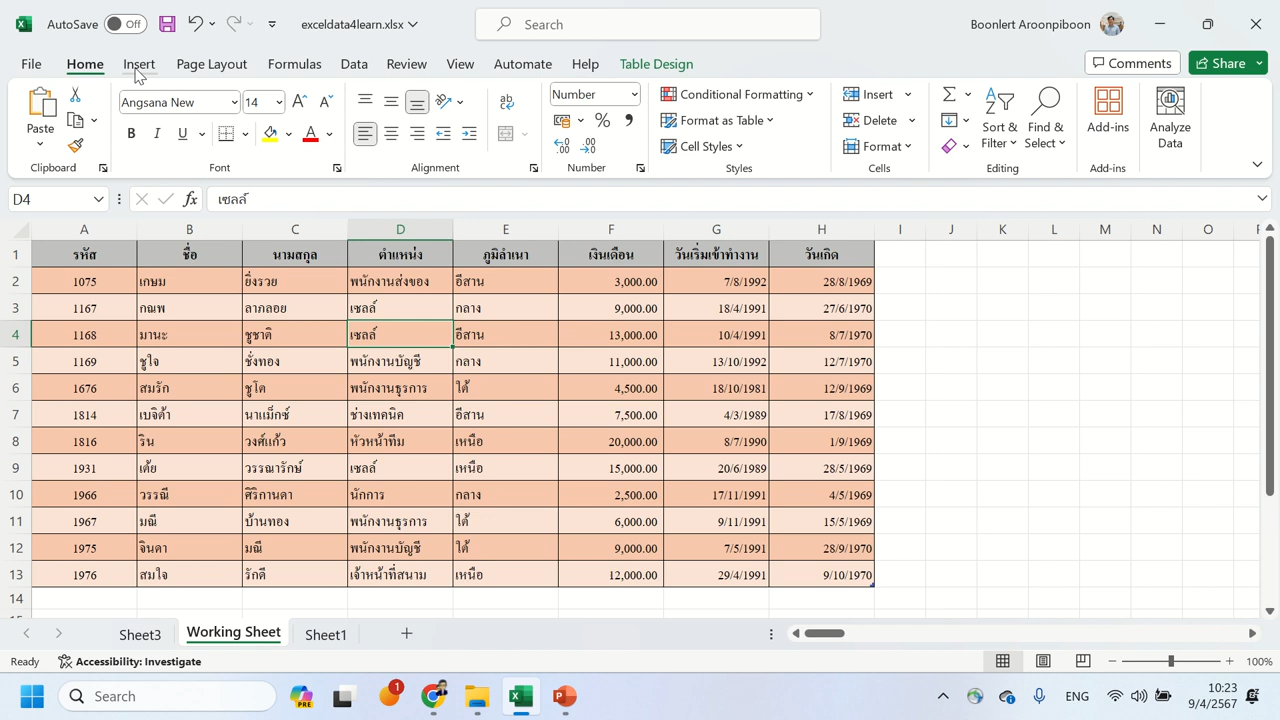 AutoSave Off exceldata4learn.xlsx Search Boonlert Aroonpiboon
File Home Insert Page Layout Formulas Data Review View Automate Help Table Design Comments Share
Angsana New 14 Number Conditional Formatting Insert
Paste Format as Table Delete Sort & Filter Find & Select Add-ins Analyze Data
Cell Styles Format
Clipboard Font Alignment Number Styles Cells Editing Add-ins
D4 fx เซลล์
A B C D E F G H I J K L M N O
1 รหัส ชื่อ นามสกุล ตำแหน่ง ภูมิลำเนา เงินเดือน วันเริ่มเข้าทำงาน วันเกิด
2 1075 เกษม ยิ่งรวย พนักงานส่งของ อีสาน 3,000.00 7/8/1992 28/8/1969
3 1167 กณพ ลาภลอย เซลล์ กลาง 9,000.00 18/4/1991 27/6/1970
4 1168 มานะ ชูชาติ เซลล์ อีสาน 13,000.00 10/4/1991 8/7/1970
5 1169 ชูใจ ชั่งทอง พนักงานบัญชี กลาง 11,000.00 13/10/1992 12/7/1970
6 1676 สมรัก ชูโต พนักงานธุรการ ใต้ 4,500.00 18/10/1981 12/9/1969
7 1814 เบจิต้า นาแม็กซ์ ช่างเทคนิค อีสาน 7,500.00 4/3/1989 17/8/1969
8 1816 ริน วงศ์แก้ว หัวหน้าทีม เหนือ 20,000.00 8/7/1990 1/9/1969
9 1931 เต้ย วรรณารักษ์ เซลล์ เหนือ 15,000.00 20/6/1989 28/5/1969
10 1966 วรรณี ศิริกานดา นักการ กลาง 2,500.00 17/11/1991 4/5/1969
11 1967 มณี บ้านทอง พนักงานธุรการ ใต้ 6,000.00 9/11/1991 15/5/1969
12 1975 จินดา มณี พนักงานบัญชี ใต้ 9,000.00 7/5/1991 28/9/1970
13 1976 สมใจ รักดี เจ้าหน้าที่สนาม เหนือ 12,000.00 29/4/1991 9/10/1970
14
Sheet3 Working Sheet Sheet1
Ready Accessibility: Investigate 100%
Search PRE 1 ENG 10:23
9/4/2567